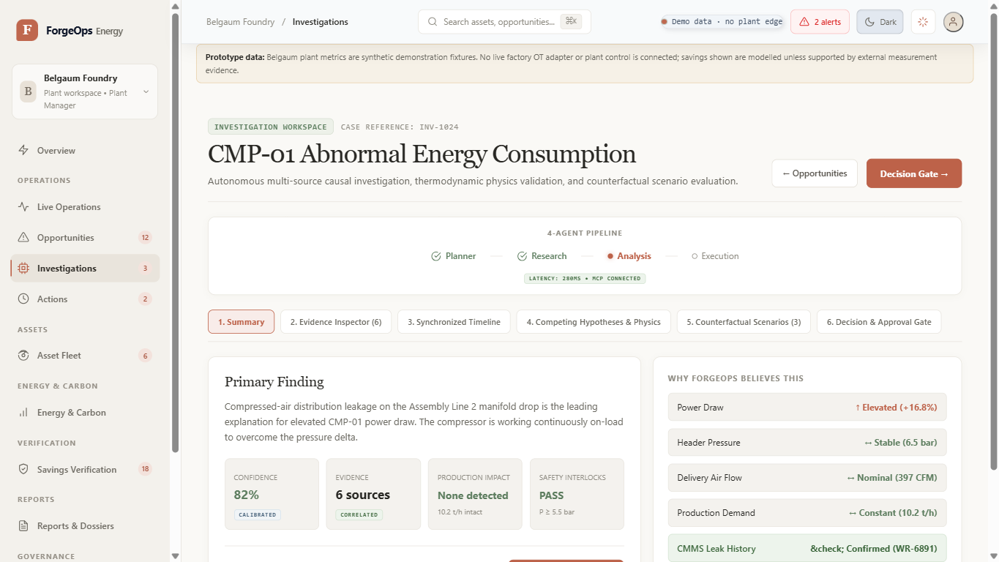 F ForgeOps Energy
B
Belgaum Foundry
Plant workspace • Plant
Manager
Overview
OPERATIONS
Live Operations
Opportunities 12
Investigations 3
Actions 2
ASSETS
Asset Fleet 6
ENERGY & CARBON
Energy & Carbon
VERIFICATION
Savings Verification 18
REPORTS
Reports & Dossiers
GOVERNANCE
Belgaum Foundry / Investigations
Search assets, opportunities... ⌘K
Demo data · no plant edge
2 alerts
Dark
Prototype data: Belgaum plant metrics are synthetic demonstration fixtures. No live factory OT adapter or plant control is connected; savings shown are modelled unless supported by external measurement
evidence.
INVESTIGATION WORKSPACE CASE REFERENCE: INV-1024
CMP-01 Abnormal Energy Consumption
Autonomous multi-source causal investigation, thermodynamic physics validation, and counterfactual scenario evaluation.
← Opportunities
Decision Gate →
4-AGENT PIPELINE
Planner Research Analysis Execution
LATENCY: 280MS • MCP CONNECTED
1. Summary
2. Evidence Inspector (6)
3. Synchronized Timeline
4. Competing Hypotheses & Physics
5. Counterfactual Scenarios (3)
6. Decision & Approval Gate
Primary Finding
Compressed-air distribution leakage on the Assembly Line 2 manifold drop is the leading
explanation for elevated CMP-01 power draw. The compressor is working continuously on-load
to overcome the pressure delta.
CONFIDENCE
82%
CALIBRATED
EVIDENCE
6 sources
CORRELATED
PRODUCTION IMPACT
None detected
10.2 t/h intact
SAFETY INTERLOCKS
PASS
P ≥ 5.5 bar
WHY FORGEOPS BELIEVES THIS
Power Draw ↑ Elevated (+16.8%)
Header Pressure ↔ Stable (6.5 bar)
Delivery Air Flow ↔ Nominal (397 CFM)
Production Demand ↔ Constant (10.2 t/h)
CMMS Leak History &check; Confirmed (WR-6891)